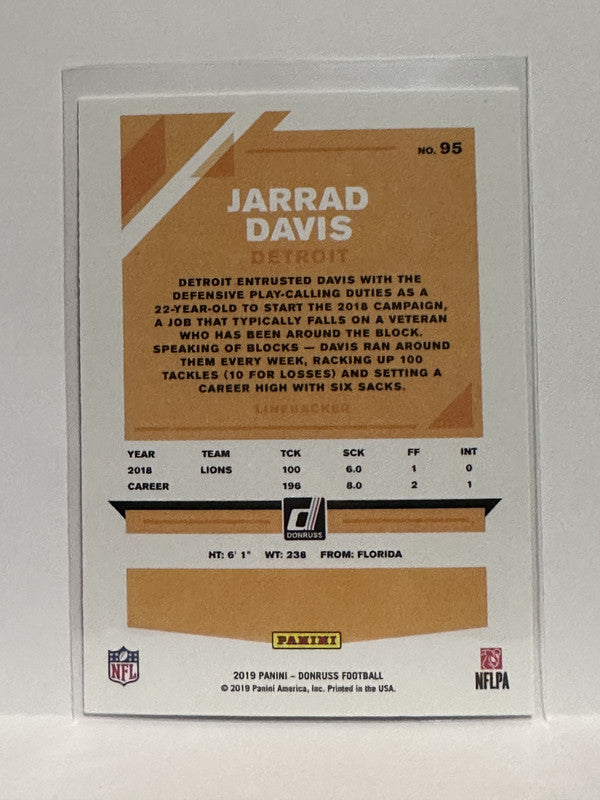 NO. 95
JARRAD
DAVIS
DETROIT
DETROIT ENTRUSTED DAVIS WITH THE
DEFENSIVE PLAY-CALLING DUTIES AS A
22-YEAR-OLD TO START THE 2018 CAMPAIGN,
A JOB THAT TYPICALLY FALLS ON A VETERAN
WHO HAS BEEN AROUND THE BLOCK.
SPEAKING OF BLOCKS — DAVIS RAN AROUND
THEM EVERY WEEK, RACKING UP 100
TACKLES (10 FOR LOSSES) AND SETTING A
CAREER HIGH WITH SIX SACKS.
LINEBACKER
YEAR TEAM TCK SCK FF INT
2018 LIONS 100 6.0 1 0
CAREER 196 8.0 2 1
d
DONRUSS
HT: 6' 1" WT: 238 FROM: FLORIDA
PANINI
NFL
NFLPA
2019 PANINI – DONRUSS FOOTBALL
© 2019 Panini America, Inc. Printed in the USA.